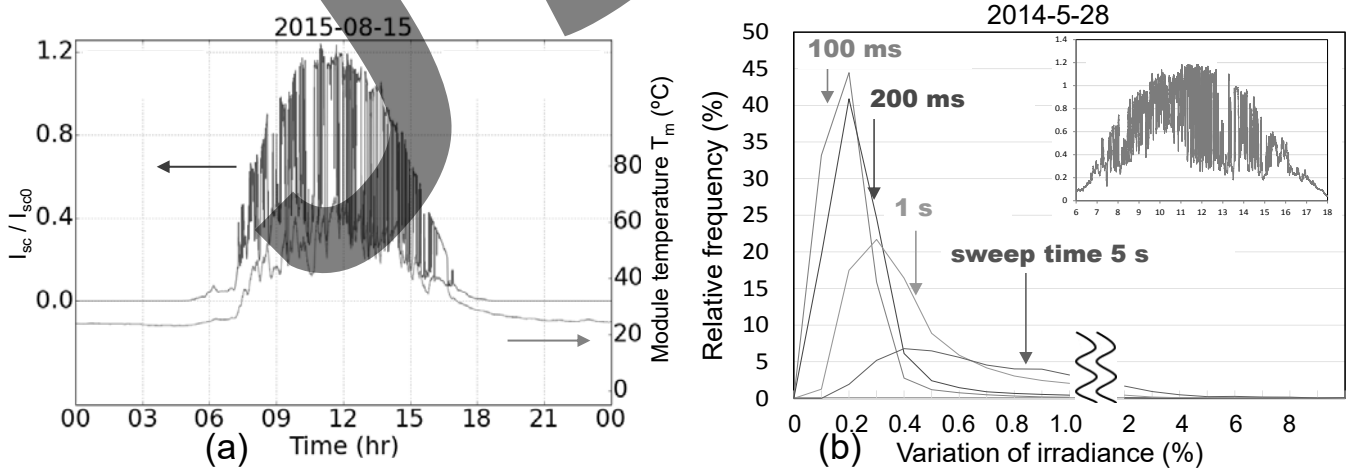 2015-08-15
1.2
0.8
0.4
0.0
I_sc / I_sc0
80
60
40
20
0
Module temperature T_m (ºC)
00 03 06 09 12 15 18 21 00
(a) Time (hr)
2014-5-28
50
45
40
35
30
25
20
15
10
5
0
Relative frequency (%)
100 ms
200 ms
1 s
sweep time 5 s
1.4
1.2
1
0.8
0.6
0.4
0.2
0
6 7 8 9 10 11 12 13 14 15 16 17 18
0 0.2 0.4 0.6 0.8 1.0 2 4 6 8
(b) Variation of irradiance (%)